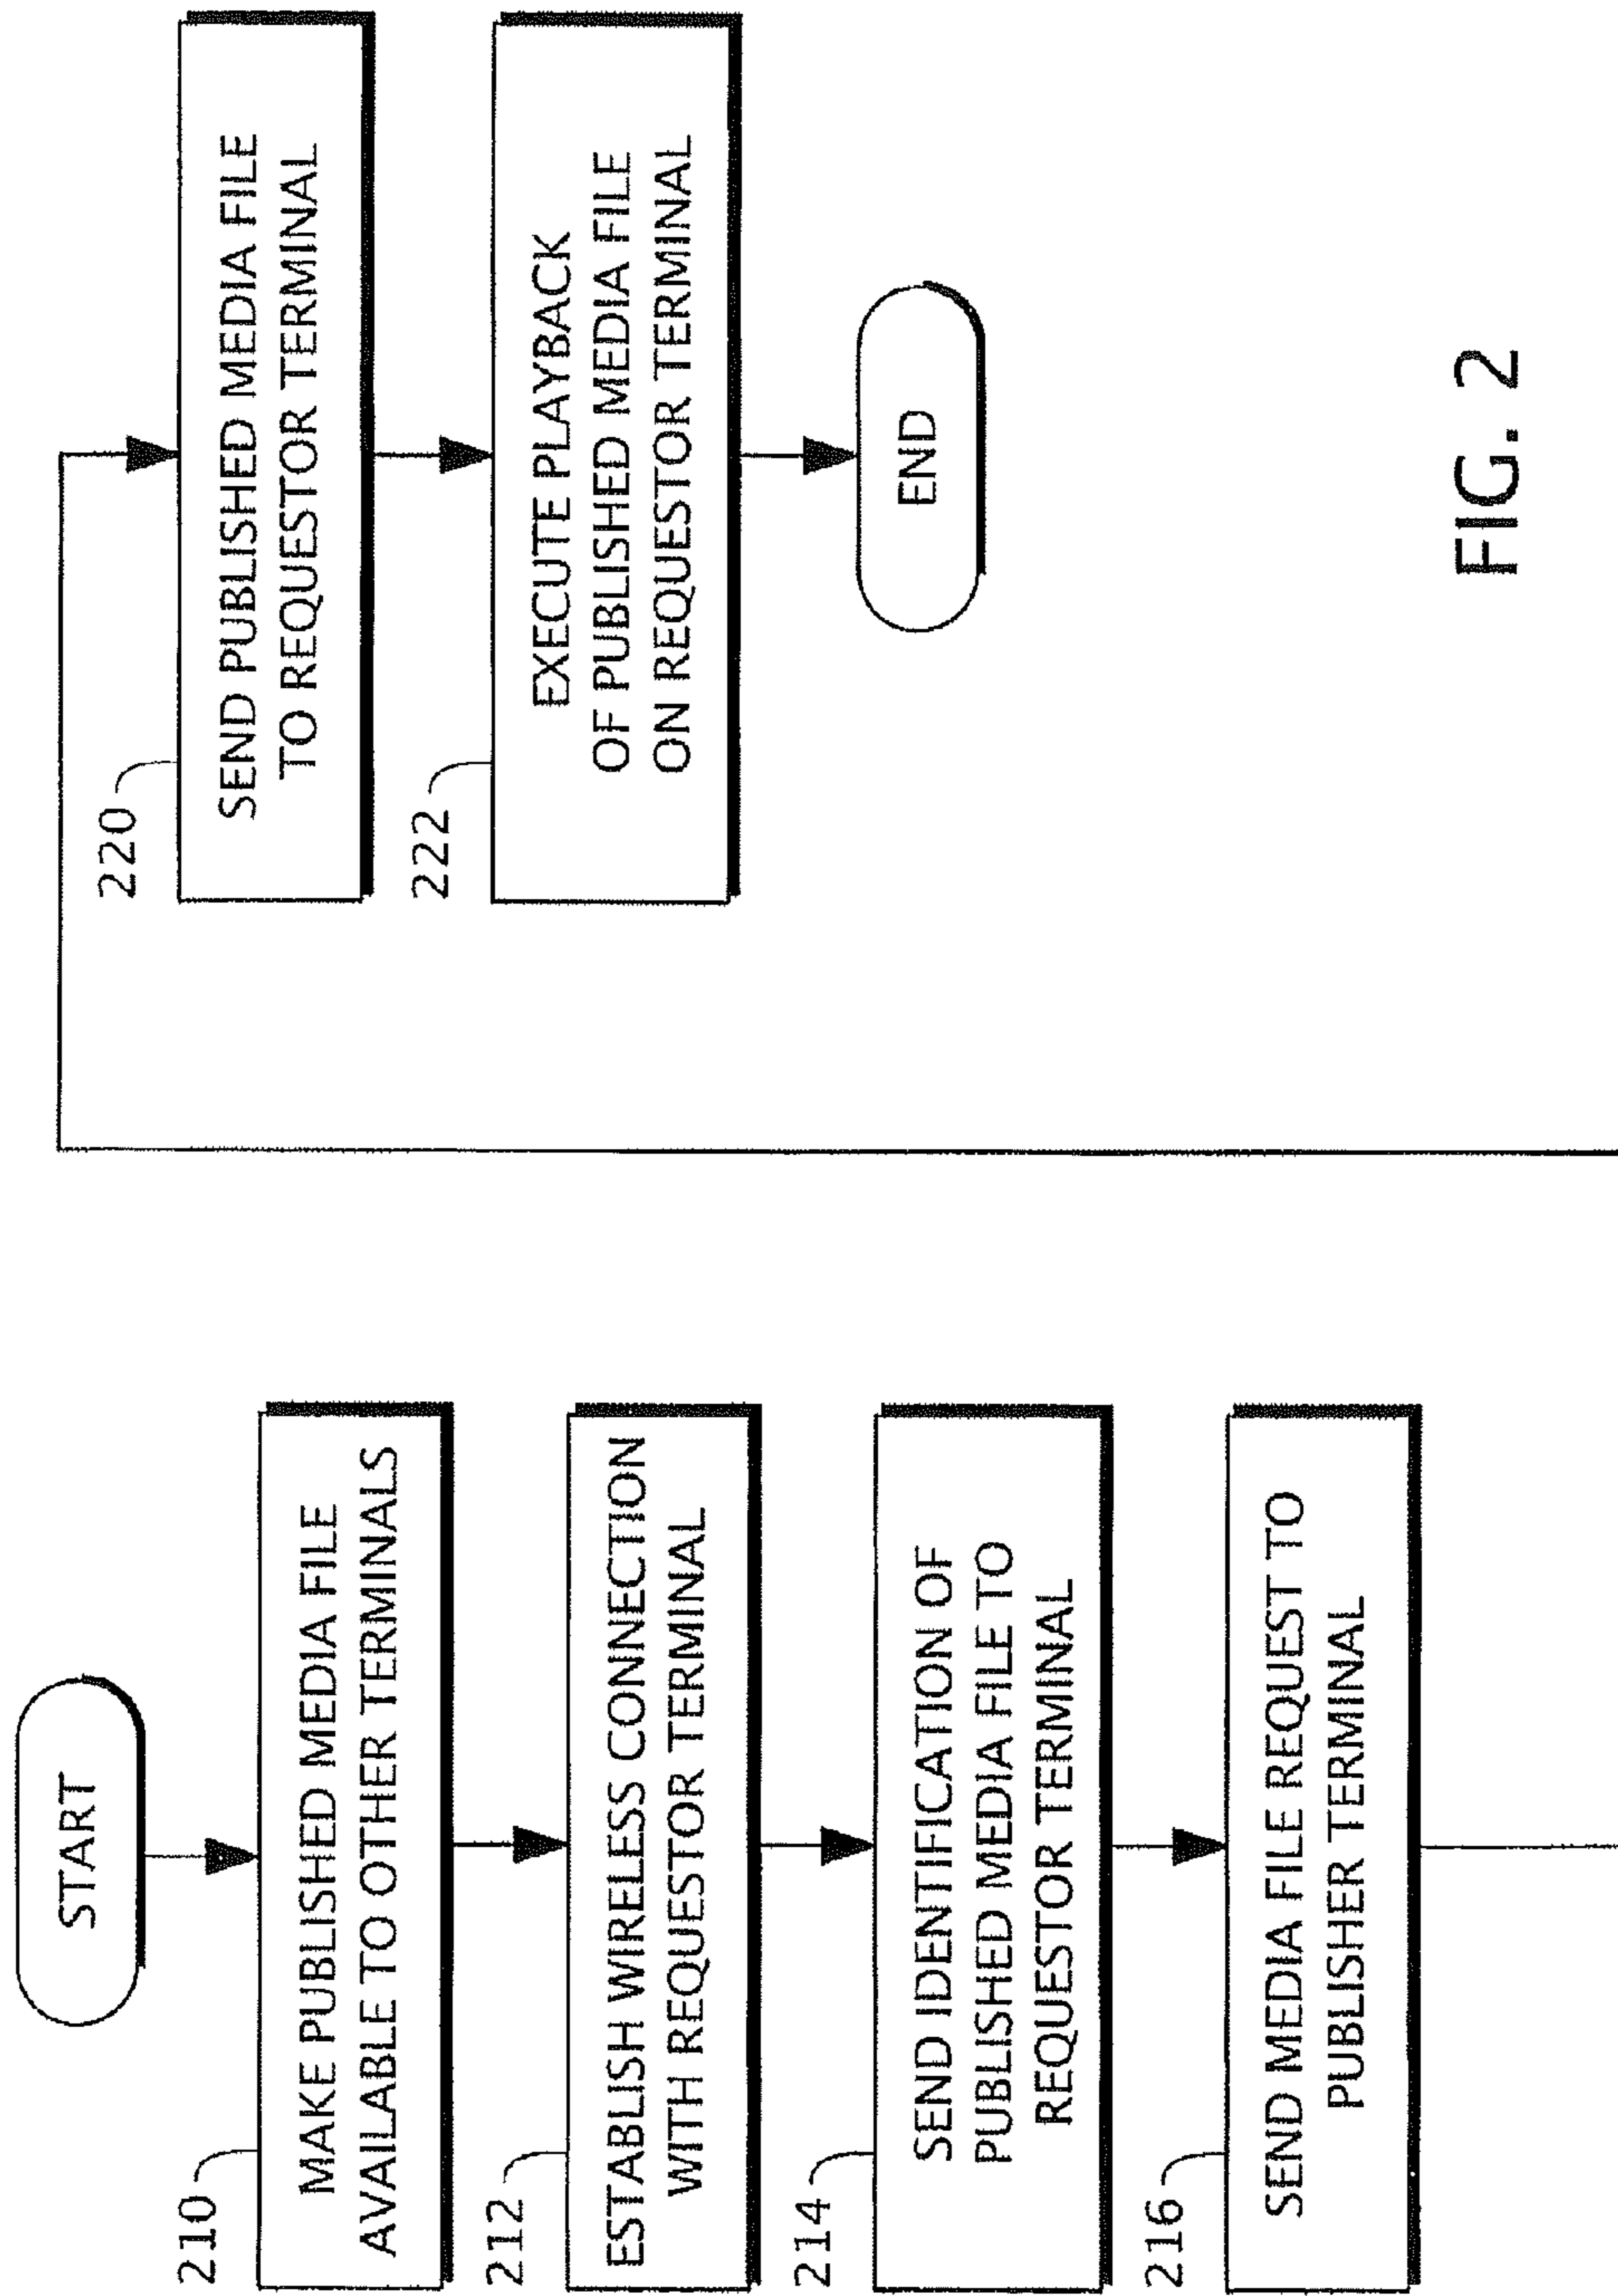 START
210
MAKE PUBLISHED MEDIA FILE
AVAILABLE TO OTHER TERMINALS
212
ESTABLISH WIRELESS CONNECTION
WITH REQUESTOR TERMINAL
214
SEND IDENTIFICATION OF
PUBLISHED MEDIA FILE TO
REQUESTOR TERMINAL
216
SEND MEDIA FILE REQUEST TO
PUBLISHER TERMINAL
220
SEND PUBLISHED MEDIA FILE
TO REQUESTOR TERMINAL
222
EXECUTE PLAYBACK
OF PUBLISHED MEDIA FILE
ON REQUESTOR TERMINAL
END
FIG. 2